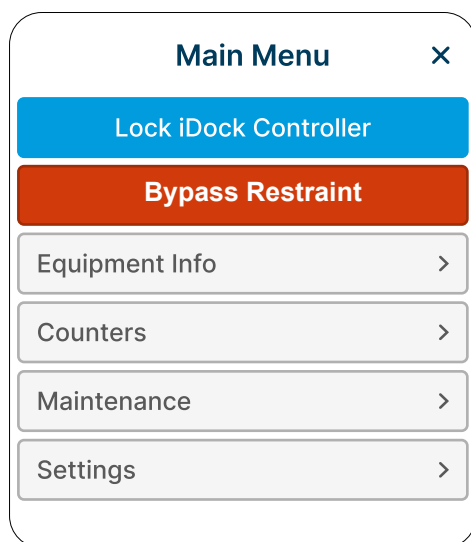 Main Menu
Lock iDock Controller
Bypass Restraint
Equipment Info
Counters
Maintenance
Settings